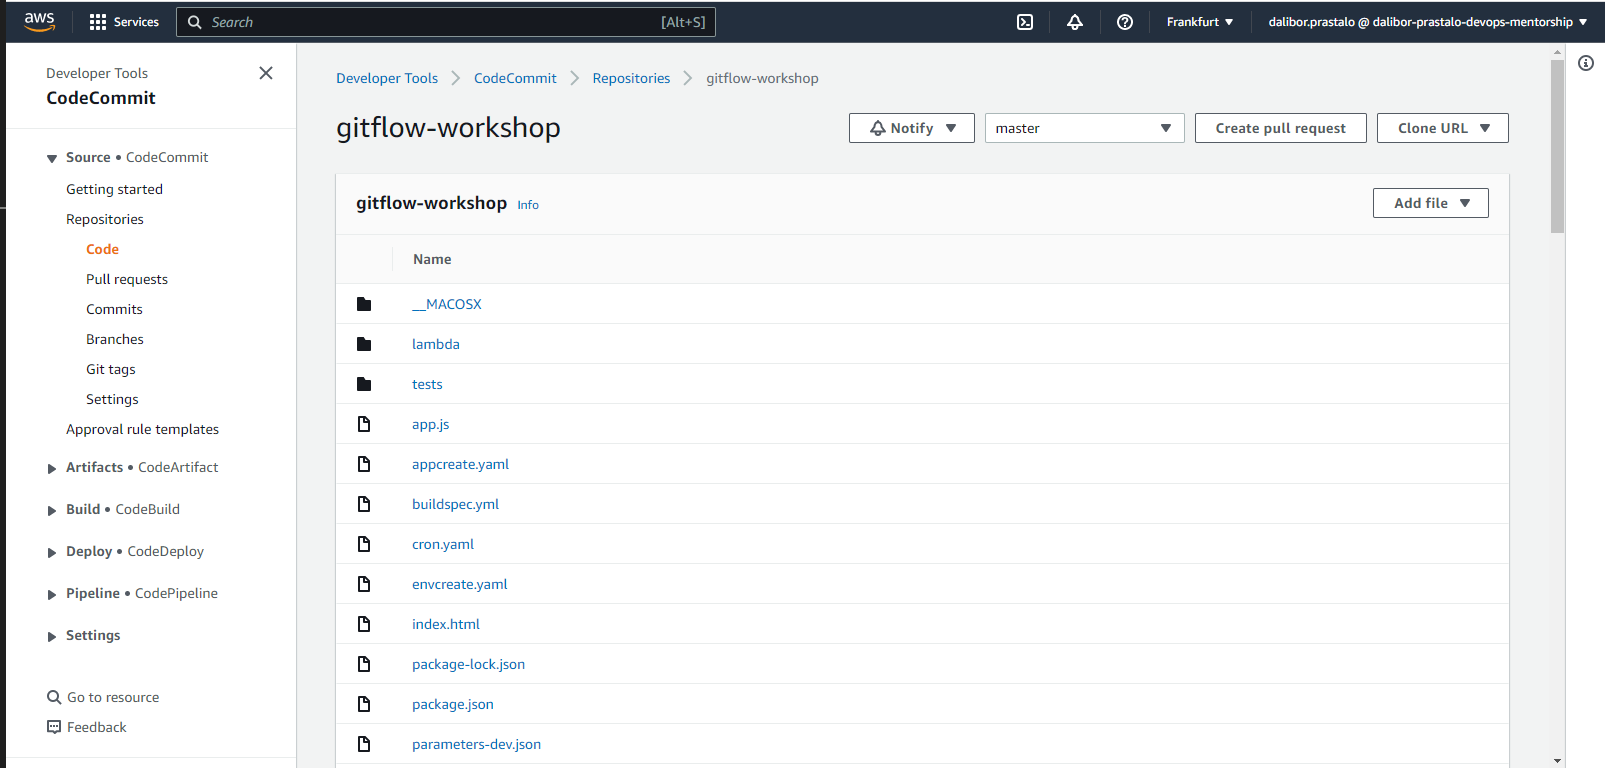 aws
Services
Search
[Alt+S]
Frankfurt
dalibor.prastalo @ dalibor-prastalo-devops-mentorship
Developer Tools
CodeCommit
Source • CodeCommit
Getting started
Repositories
Code
Pull requests
Commits
Branches
Git tags
Settings
Approval rule templates
Artifacts • CodeArtifact
Build • CodeBuild
Deploy • CodeDeploy
Pipeline • CodePipeline
Settings
Go to resource
Feedback
Developer Tools
CodeCommit
Repositories
gitflow-workshop
gitflow-workshop
Notify
master
Create pull request
Clone URL
gitflow-workshop Info
Add file
Name
__MACOSX
lambda
tests
app.js
appcreate.yaml
buildspec.yml
cron.yaml
envcreate.yaml
index.html
package-lock.json
package.json
parameters-dev.json